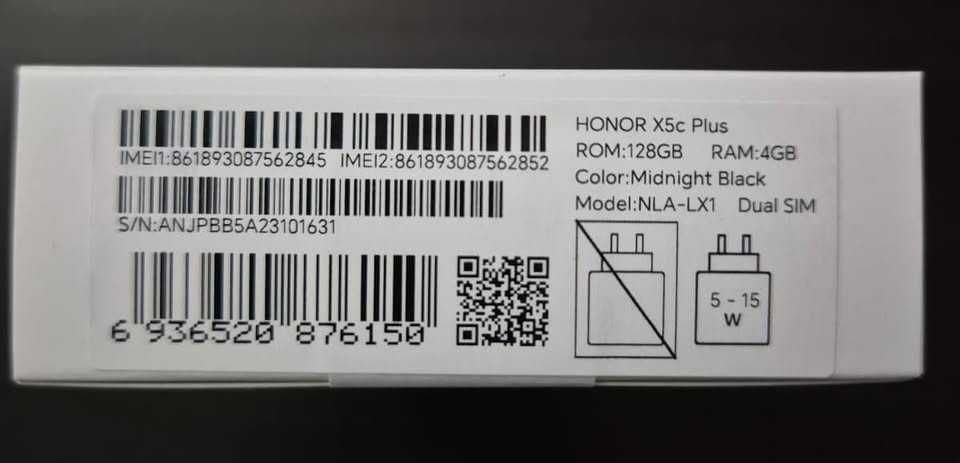 IMEI1:861893087562845 IMEI2:861893087562852
S/N:ANJPBB5A23101631
6 936520 876150
HONOR X5c Plus
ROM:128GB RAM:4GB
Color:Midnight Black
Model:NLA-LX1 Dual SIM
5 - 15
W